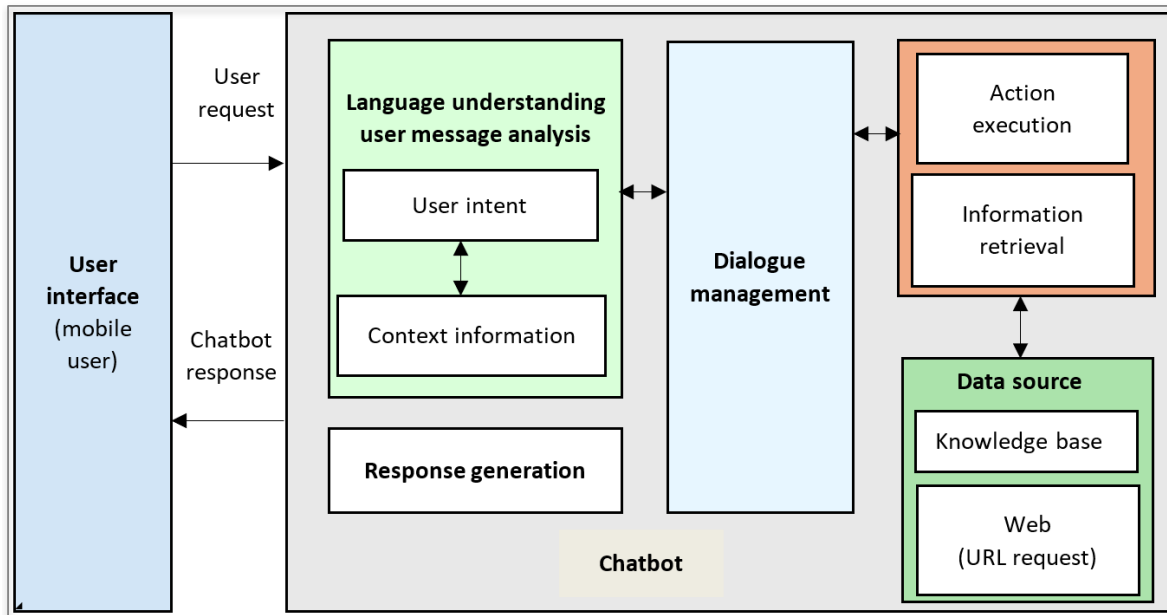 User
interface
(mobile
user)
User
request
Chatbot
response
Language understanding
user message analysis
User intent
Context information
Response generation
Dialogue
management
Action
execution
Information
retrieval
Data source
Knowledge base
Web
(URL request)
Chatbot